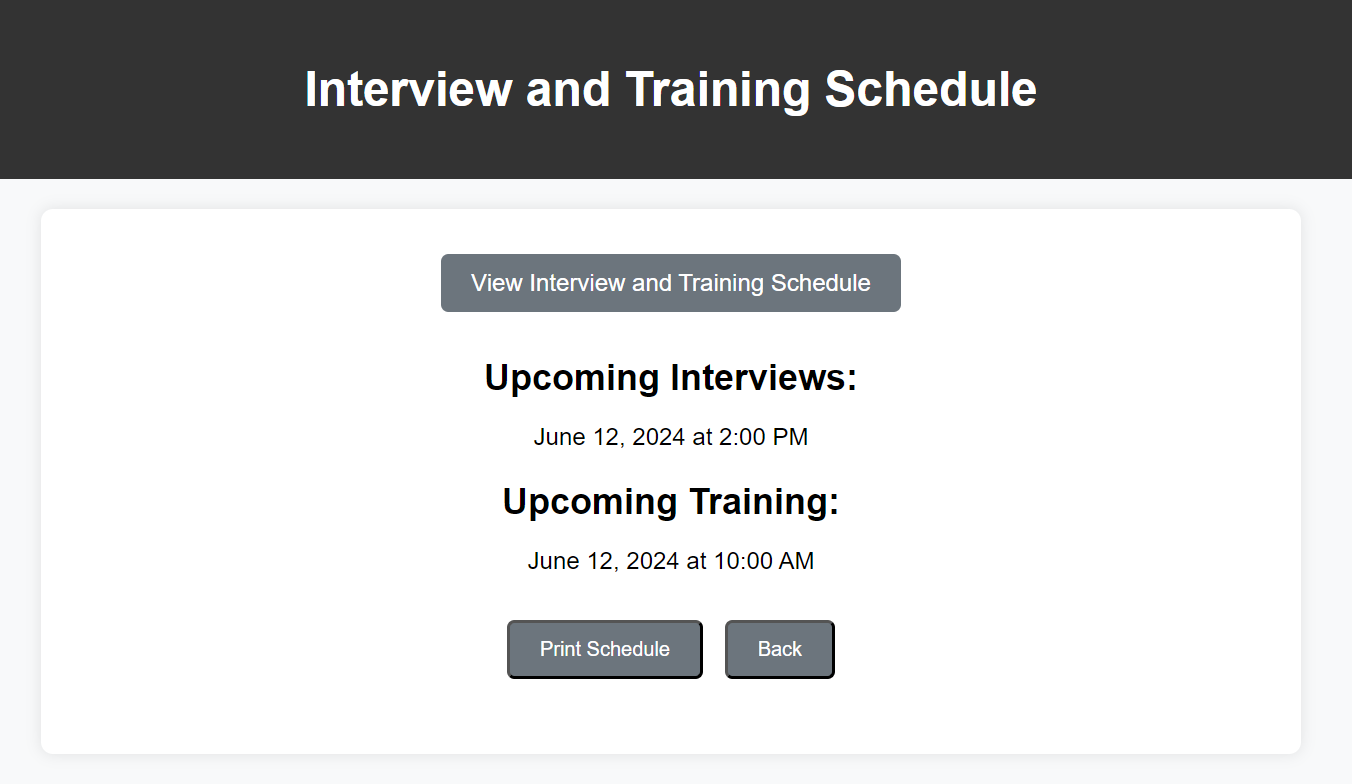 Interview and Training Schedule
View Interview and Training Schedule
Upcoming Interviews:
June 12, 2024 at 2:00 PM
Upcoming Training:
June 12, 2024 at 10:00 AM
Print Schedule
Back